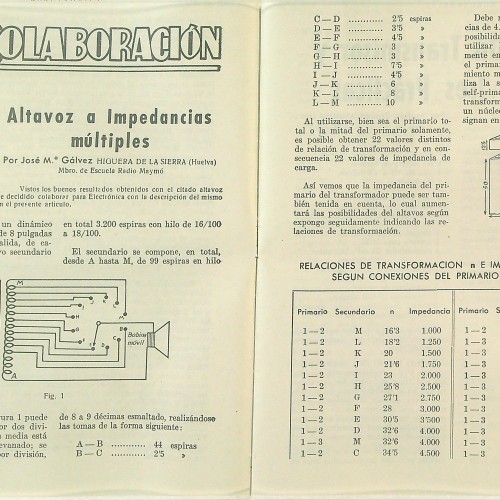 COLABORACIÓN
Altavoz a Impedancias
múltiples
Por José M.ª Gálvez HIGUERA DE LA SIERRA (Huelva)
Mbro. de Escuela Radio Maymó
Vistos los buenos resultados obtenidos con el citado altavoz
decidido colaborar para Electrónica con la descripción del mismo
en el presente artículo.
un dinámico
de 8 pulgadas
salida, de
secundario
en total 3.200 espiras con hilo de 16/100
a 18/100.
El secundario se compone, en total,
desde A hasta M, de 99 espiras en hilo
M
L
K
J
I
H
G
F
E
D
C
B
M
A
Bobina
móvil
Fig. 1
1 puede
por dos
media está
se
por división,
de 8 a 9 décimas esmaltado, realizándose
las tomas de la forma siguiente:
A — B ............ 44 espiras
B — C ............ 2'5 »
C — D ............ 2'5 espiras
D — E ............ 3'5 »
E — F ............ 4'5 »
F — G ............ 3 »
G — H ............ 3 »
H — I ............ 7'5 »
I — J ............ 4'5 »
J — K ............ 6 »
K — L ............ 8 »
L — M ............ 10 »
Al utilizarse, bien sea el primario to-
tal o la mitad del primario solamente,
es posible obtener 22 valores distintos
de relación de transformación y en con-
secuencia 22 valores de impedancia de
carga.
Así vemos que la impedancia del pri-
mario del transformador puede ser tam-
bién tenida en cuenta, lo cual aumen-
tará las posibilidades del altavoz según
expongo seguidamente indicando las re-
laciones de transformación.
Debe
cias de 4.
posibilidad
utilizar
mente en
el primar
miento m
liza la s
self-prima
transforma
un núcleo
signan en
50
RELACIONES DE TRANSFORMACION n E IM
SEGUN CONEXIONES DEL PRIMARIO
Primario Secundario n Impedancia Primario S
1 — 2 M 16'3 1.000 1 — 2
1 — 2 L 18'2 1.250 1 — 3
1 — 2 K 20 1.500 1 — 3
1 — 2 J 21'6 1.750 1 — 3
1 — 2 I 23 2.000 1 — 3
1 — 2 H 25'8 2.500 1 — 3
1 — 2 G 27'1 2.750 1 — 3
1 — 2 F 28 3.000 1 — 3
1 — 2 E 30'5 3'500 1 — 3
1 — 2 D 32'6 4.000 1 — 3
1 — 3 M 32'6 4.000 1 — 3
1 — 2 C 34'5 4.500 1 — 3